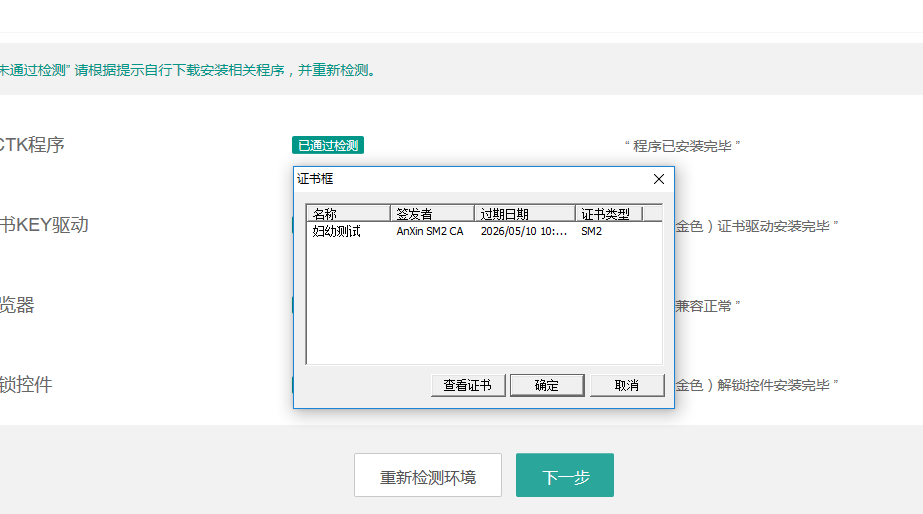 未通过检测” 请根据提示自行下载安装相关程序，并重新检测。
CTK程序
已通过检测
“ 程序已安装完毕 ”
证书框
名称 签发者 过期日期 证书类型
妇幼测试 AnXin SM2 CA 2026/05/10 10:... SM2
书KEY驱动
金色）证书驱动安装完毕 ”
览器
兼容正常 ”
锁控件
金色）解锁控件安装完毕 ”
查看证书 确定 取消
重新检测环境 下一步